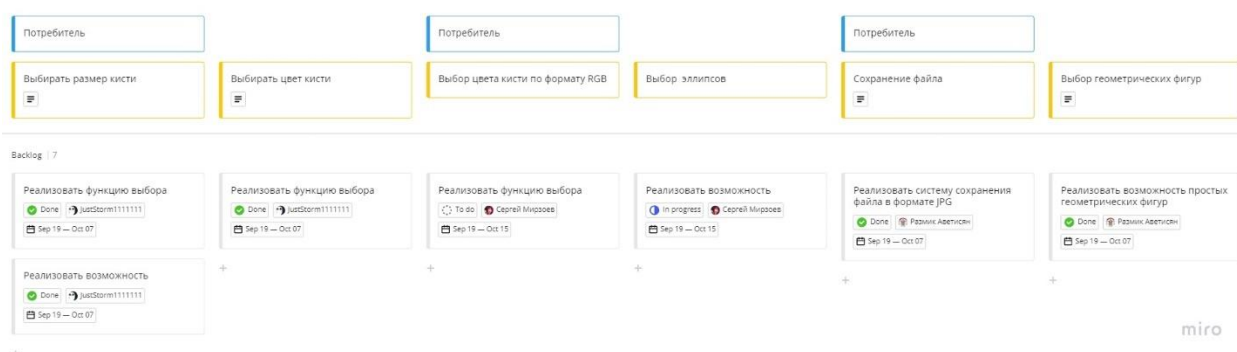 Потребитель
Потребитель
Потребитель
Выбирать размер кисти
Выбирать цвет кисти
Выбор цвета кисти по формату RGB
Выбор эллипсов
Сохранение файла
Выбор геометрических фигур
Backlog | 7
Реализовать функцию выбора
Done JustStorm1111111
Sep 19 — Oct 07
Реализовать функцию выбора
Done JustStorm1111111
Sep 19 — Oct 07
Реализовать функцию выбора
To do Сергей Мирзоев
Sep 19 — Oct 15
Реализовать возможность
In progress Сергей Мирзоев
Sep 19 — Oct 15
Реализовать систему сохранения
файла в формате JPG
Done Размик Аветисян
Sep 19 — Oct 07
Реализовать возможность простых
геометрических фигур
Done Размик Аветисян
Sep 19 — Oct 07
Реализовать возможность
Done JustStorm1111111
Sep 19 — Oct 07
miro